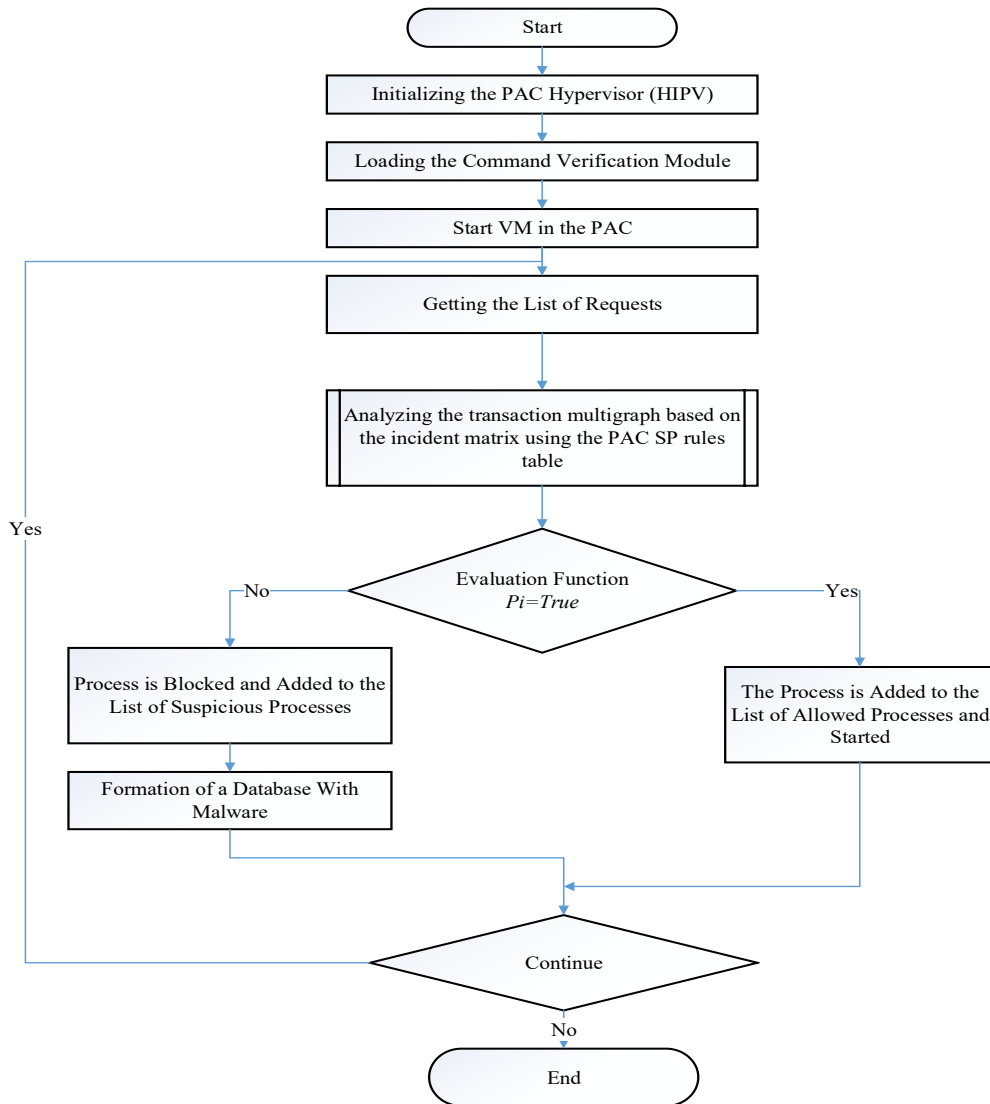 Start
Initializing the PAC Hypervisor (HIPV)
Loading the Command Verification Module
Start VM in the PAC
Getting the List of Requests
Analyzing the transaction multigraph based on
the incident matrix using the PAC SP rules
table
Yes
Evaluation Function
Pi=True
No
Yes
Process is Blocked and Added to the
List of Suspicious Processes
The Process is Added to the
List of Allowed Processes and
Started
Formation of a Database With
Malware
Continue
No
End